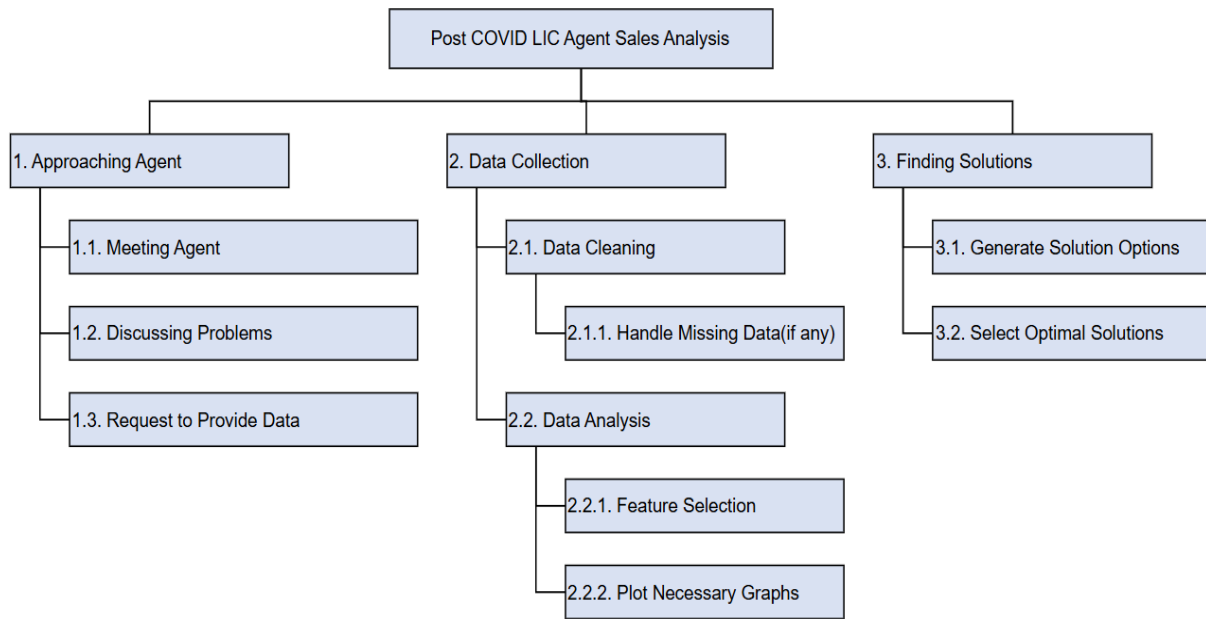 Post COVID LIC Agent Sales Analysis
1. Approaching Agent
1.1. Meeting Agent
1.2. Discussing Problems
1.3. Request to Provide Data
2. Data Collection
2.1. Data Cleaning
2.1.1. Handle Missing Data(if any)
2.2. Data Analysis
2.2.1. Feature Selection
2.2.2. Plot Necessary Graphs
3. Finding Solutions
3.1. Generate Solution Options
3.2. Select Optimal Solutions